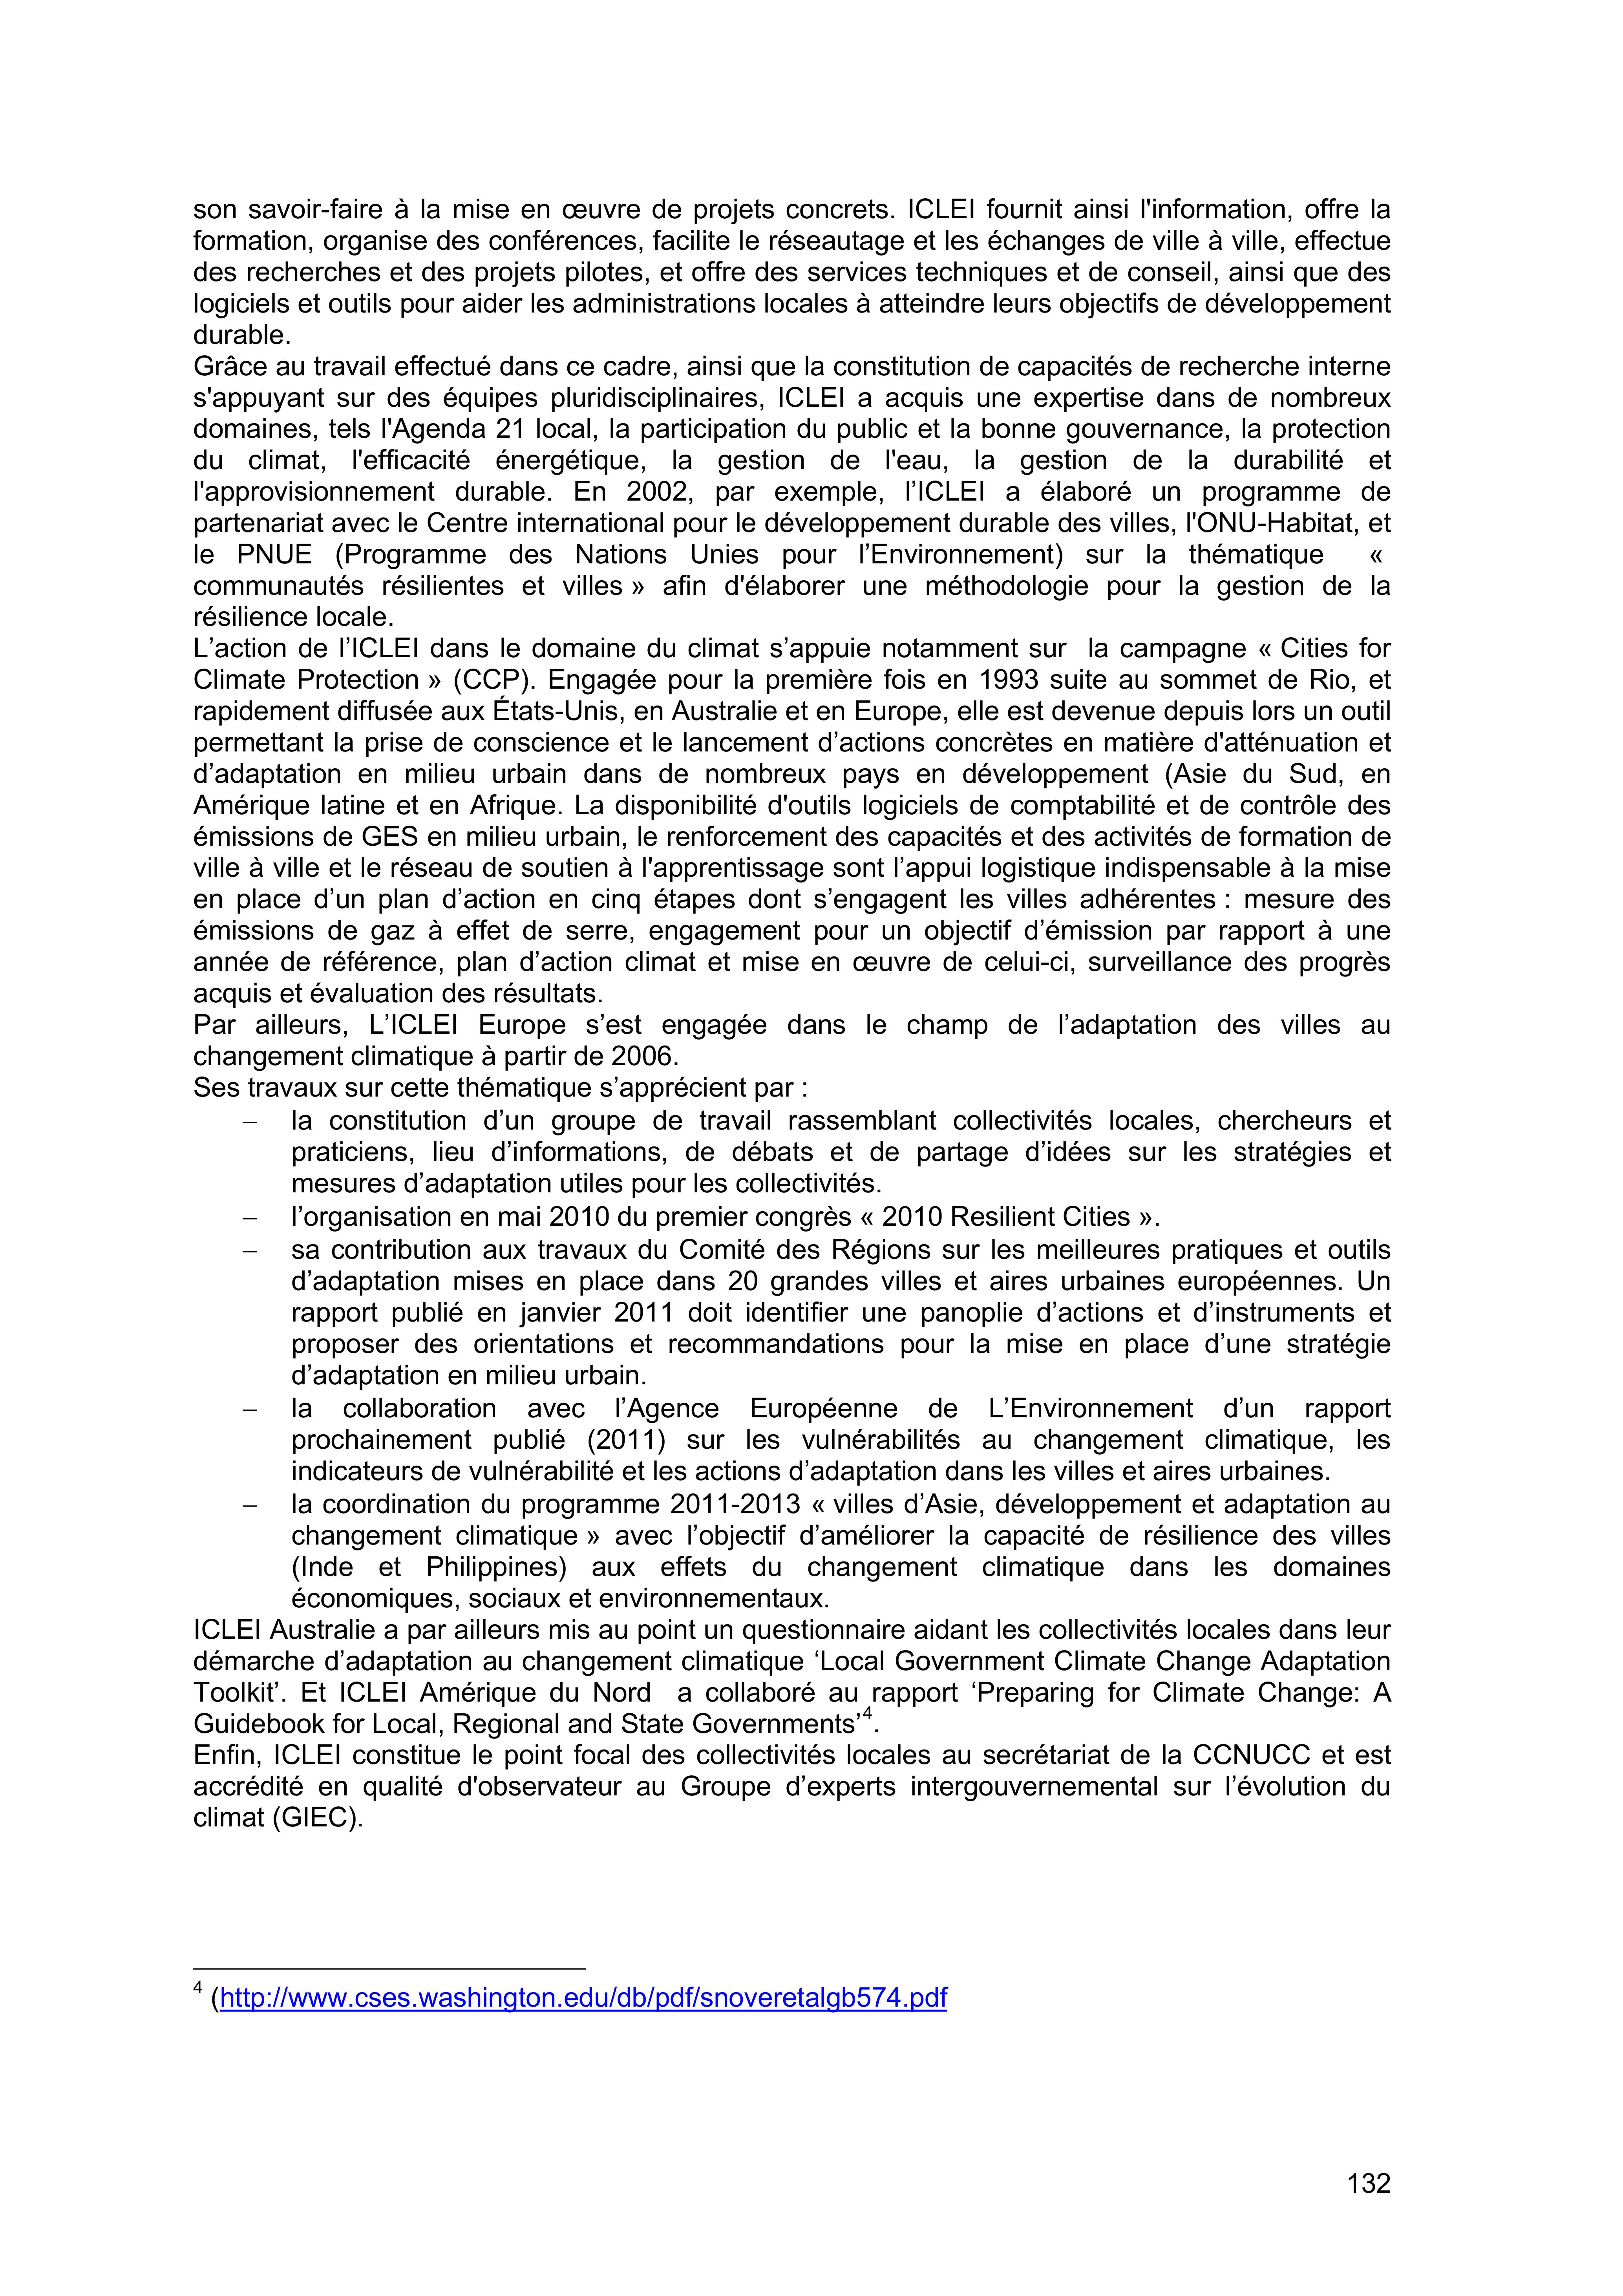 son savoir-faire à la mise en œuvre de projets concrets. ICLEI fournit ainsi l'information, offre la
formation, organise des conférences, facilite le réseautage et les échanges de ville à ville, effectue
des recherches et des projets pilotes, et offre des services techniques et de conseil, ainsi que des
logiciels et outils pour aider les administrations locales à atteindre leurs objectifs de développement
durable.
Grâce au travail effectué dans ce cadre, ainsi que la constitution de capacités de recherche interne
s'appuyant sur des équipes pluridisciplinaires, ICLEI a acquis une expertise dans de nombreux
domaines, tels l'Agenda 21 local, la participation du public et la bonne gouvernance, la protection
du climat, l'efficacité énergétique, la gestion de l'eau, la gestion de la durabilité et
l'approvisionnement durable. En 2002, par exemple, l’ICLEI a élaboré un programme de
partenariat avec le Centre international pour le développement durable des villes, l'ONU-Habitat, et
le PNUE (Programme des Nations Unies pour l’Environnement) sur la thématique «
communautés résilientes et villes » afin d'élaborer une méthodologie pour la gestion de la
résilience locale.
L’action de l’ICLEI dans le domaine du climat s’appuie notamment sur la campagne « Cities for
Climate Protection » (CCP). Engagée pour la première fois en 1993 suite au sommet de Rio, et
rapidement diffusée aux États-Unis, en Australie et en Europe, elle est devenue depuis lors un outil
permettant la prise de conscience et le lancement d’actions concrètes en matière d'atténuation et
d’adaptation en milieu urbain dans de nombreux pays en développement (Asie du Sud, en
Amérique latine et en Afrique. La disponibilité d'outils logiciels de comptabilité et de contrôle des
émissions de GES en milieu urbain, le renforcement des capacités et des activités de formation de
ville à ville et le réseau de soutien à l'apprentissage sont l’appui logistique indispensable à la mise
en place d’un plan d’action en cinq étapes dont s’engagent les villes adhérentes : mesure des
émissions de gaz à effet de serre, engagement pour un objectif d’émission par rapport à une
année de référence, plan d’action climat et mise en œuvre de celui-ci, surveillance des progrès
acquis et évaluation des résultats.
Par ailleurs, L’ICLEI Europe s’est engagée dans le champ de l’adaptation des villes au
changement climatique à partir de 2006.
Ses travaux sur cette thématique s’apprécient par :
– la constitution d’un groupe de travail rassemblant collectivités locales, chercheurs et
praticiens, lieu d’informations, de débats et de partage d’idées sur les stratégies et
mesures d’adaptation utiles pour les collectivités.
– l’organisation en mai 2010 du premier congrès « 2010 Resilient Cities ».
– sa contribution aux travaux du Comité des Régions sur les meilleures pratiques et outils
d’adaptation mises en place dans 20 grandes villes et aires urbaines européennes. Un
rapport publié en janvier 2011 doit identifier une panoplie d’actions et d’instruments et
proposer des orientations et recommandations pour la mise en place d’une stratégie
d’adaptation en milieu urbain.
– la collaboration avec l’Agence Européenne de L’Environnement d’un rapport
prochainement publié (2011) sur les vulnérabilités au changement climatique, les
indicateurs de vulnérabilité et les actions d’adaptation dans les villes et aires urbaines.
– la coordination du programme 2011-2013 « villes d’Asie, développement et adaptation au
changement climatique » avec l’objectif d’améliorer la capacité de résilience des villes
(Inde et Philippines) aux effets du changement climatique dans les domaines
économiques, sociaux et environnementaux.
ICLEI Australie a par ailleurs mis au point un questionnaire aidant les collectivités locales dans leur
démarche d’adaptation au changement climatique ‘Local Government Climate Change Adaptation
Toolkit’. Et ICLEI Amérique du Nord a collaboré au rapport ‘Preparing for Climate Change: A
Guidebook for Local, Regional and State Governments’4.
Enfin, ICLEI constitue le point focal des collectivités locales au secrétariat de la CCNUCC et est
accrédité en qualité d'observateur au Groupe d’experts intergouvernemental sur l’évolution du
climat (GIEC).
4 (http://www.cses.washington.edu/db/pdf/snoveretalgb574.pdf
132